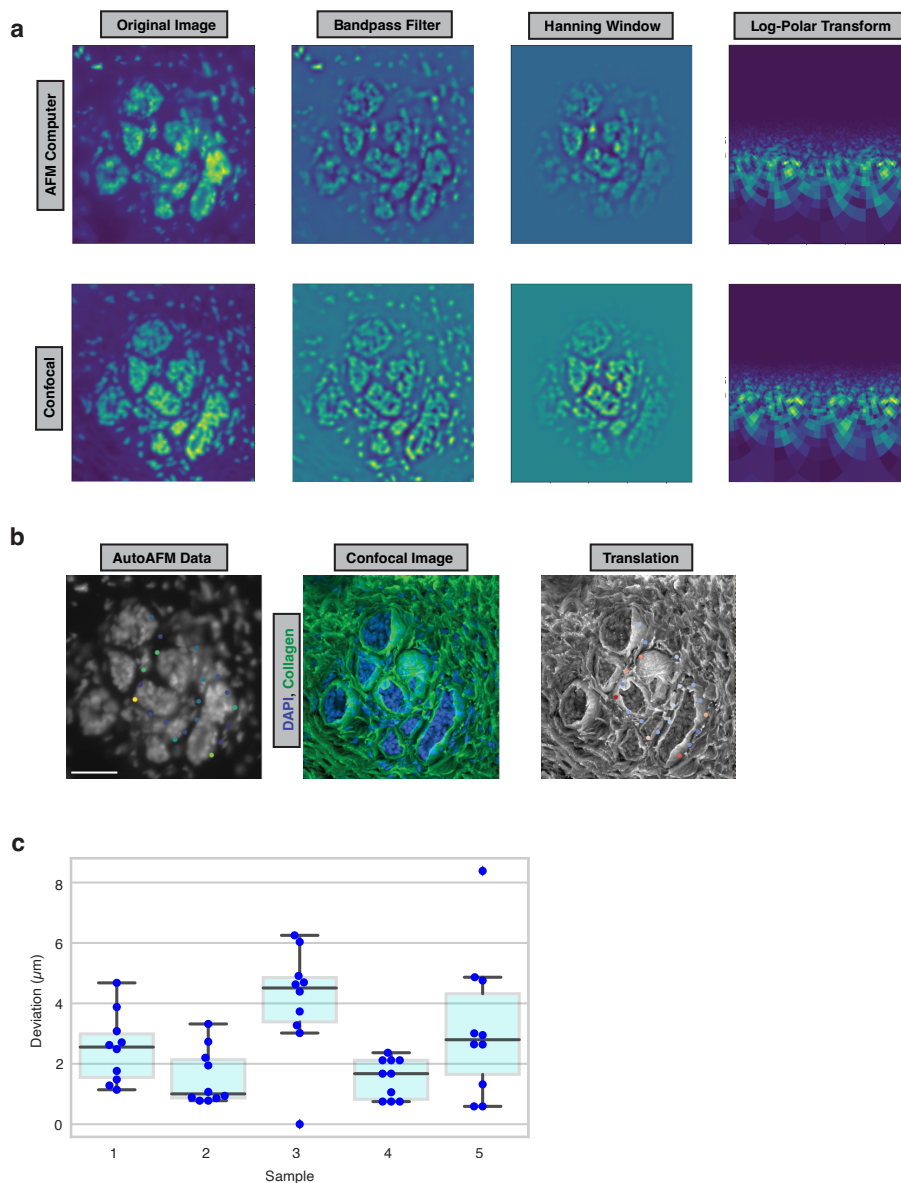 a
Original Image
Bandpass Filter
Hanning Window
Log-Polar Transform
AFM Computer
Confocal
b
AutoAFM Data
Confocal Image
Translation
DAPI, Collagen
c
Deviation (μm)
8
6
4
2
0
1 2 3 4 5
Sample